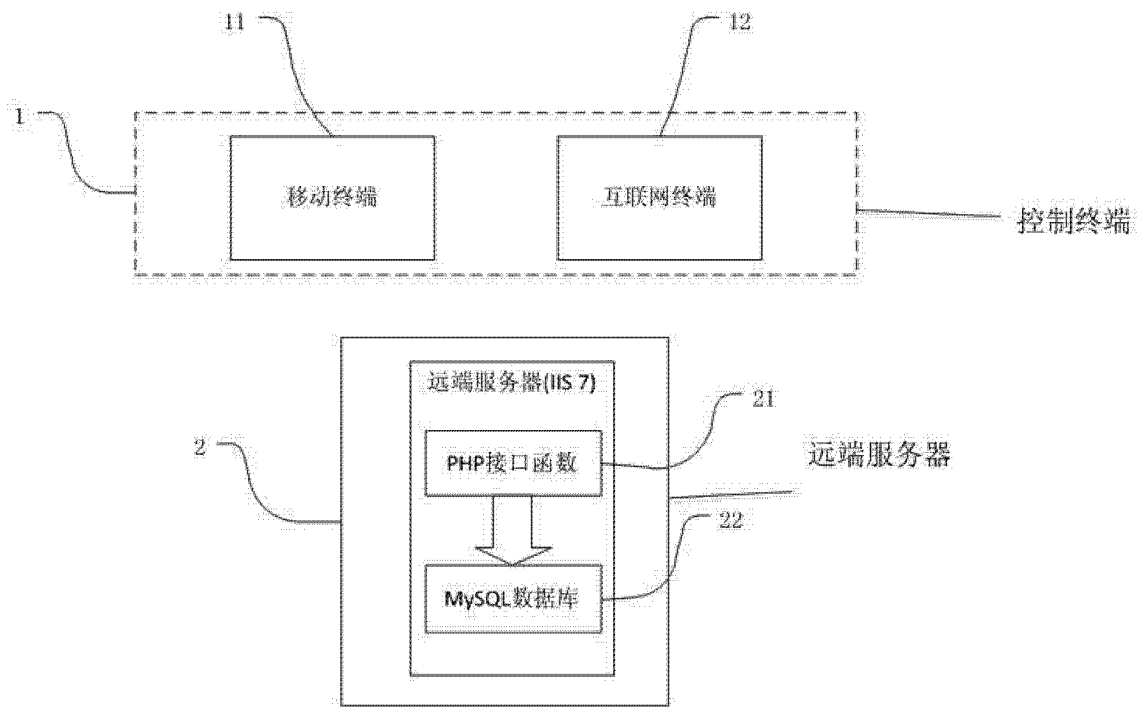 11
12
1
移动终端
互联网终端
控制终端
远端服务器(IIS 7)
21
2
PHP接口函数
远端服务器
22
MySQL数据库